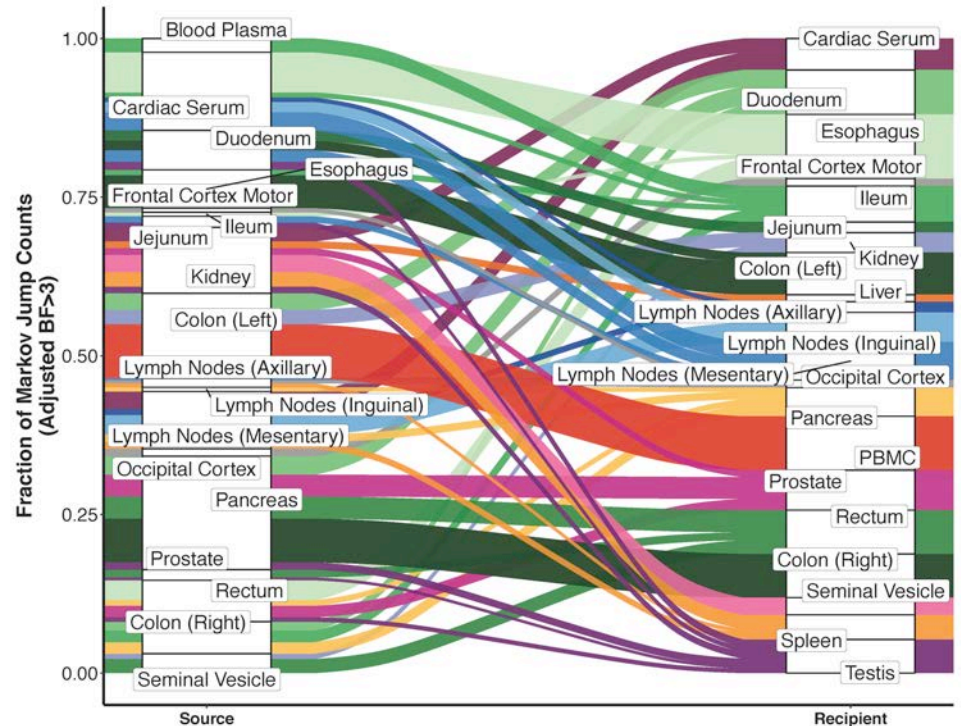 Fraction of Markov Jump Counts
(Adjusted BF>3)
1.00
0.75
0.50
0.25
0.00
Blood Plasma
Cardiac Serum
Duodenum
Esophagus
Frontal Cortex Motor
Ileum
Jejunum
Kidney
Colon (Left)
Lymph Nodes (Axillary)
Lymph Nodes (Inguinal)
Lymph Nodes (Mesentary)
Occipital Cortex
Pancreas
Prostate
Rectum
Colon (Right)
Seminal Vesicle
Cardiac Serum
Duodenum
Esophagus
Frontal Cortex Motor
Ileum
Jejunum
Kidney
Colon (Left)
Liver
Lymph Nodes (Axillary)
Lymph Nodes (Inguinal)
Lymph Nodes (Mesentary)
Occipital Cortex
Pancreas
PBMC
Prostate
Rectum
Colon (Right)
Seminal Vesicle
Spleen
Testis
Source
Recipient